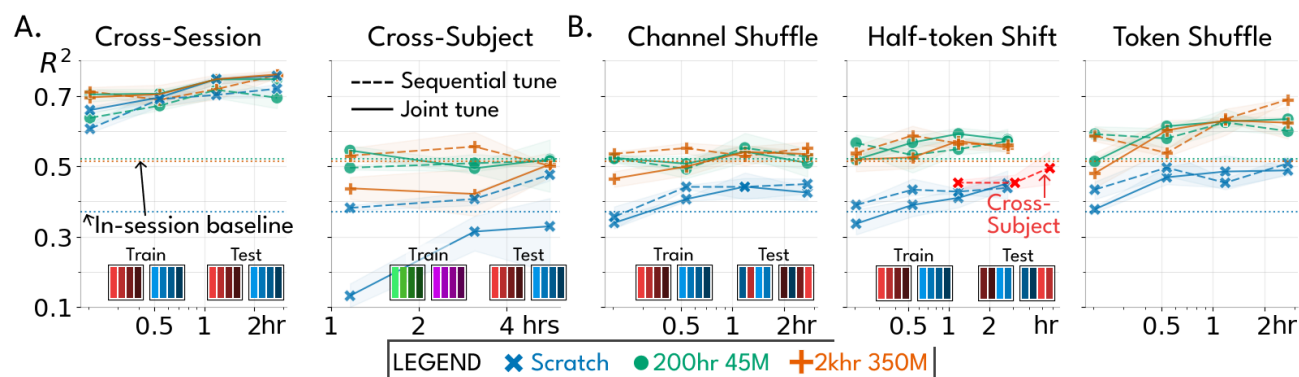 A.
Cross-Session
Cross-Subject
B.
Channel Shuffle
Half-token Shift
Token Shuffle
R²
0.7
0.5
0.3
0.1
Sequential tune
Joint tune
In-session baseline
Cross-
Subject
Train
Test
Train
Test
Train
Test
Train
Test
0.5
1
2hr
1
2
4 hrs
0.5
1
2hr
0.5
1
2
hr
0.5
1
2hr
LEGEND
Scratch
200hr 45M
2khr 350M